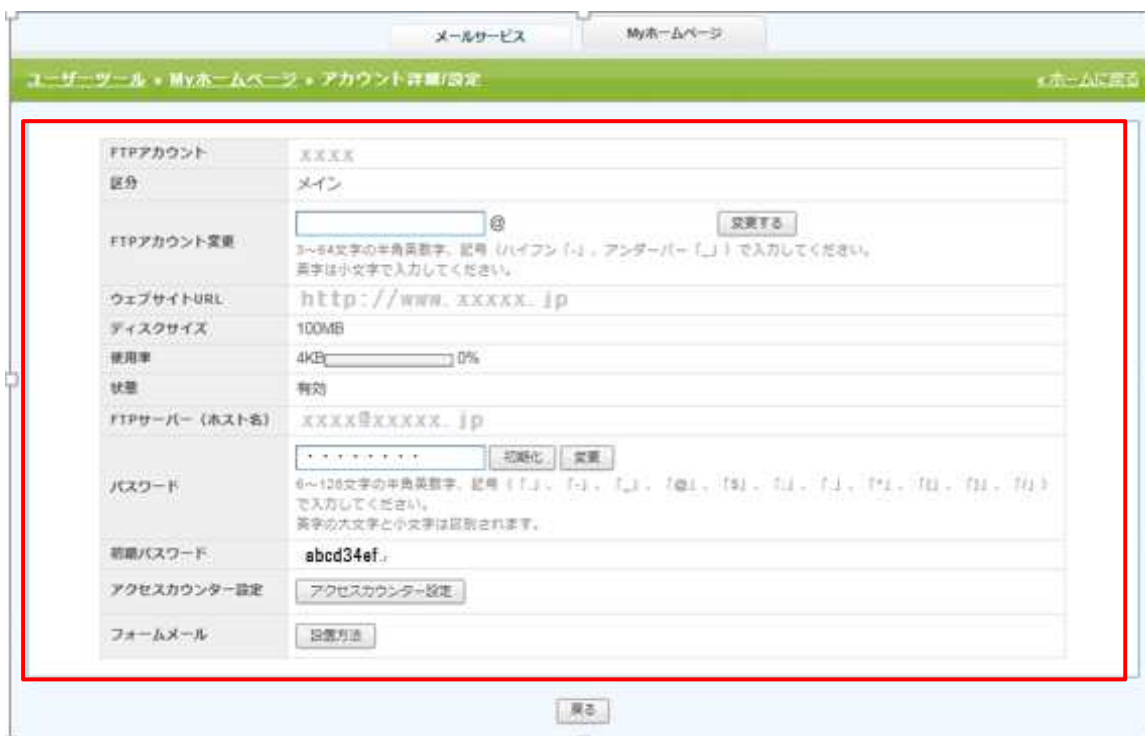 メールサービス Myホームページ
ユーザーツール » Myホームページ » アカウント詳細/設定 «ホームに戻る
FTPアカウント xxxx
区分 メイン
FTPアカウント変更 @ 変更する
3～64文字の半角英数字、記号（ハイフン「-」、アンダーバー「_」）で入力してください。
英字は小文字で入力してください。
ウェブサイトURL http://www.xxxxx.jp
ディスクサイズ 100MB
使用率 4KB 0%
状態 有効
FTPサーバー（ホスト名） xxxx@xxxxx.jp
パスワード ・・・・・・・・ 初期化 変更
6～128文字の半角英数字、記号
で入力してください。
英字の大文字と小文字は区別されます。
初期パスワード abcd34ef
アクセスカウンター設定 アクセスカウンター設定
フォームメール 設置方法
戻る